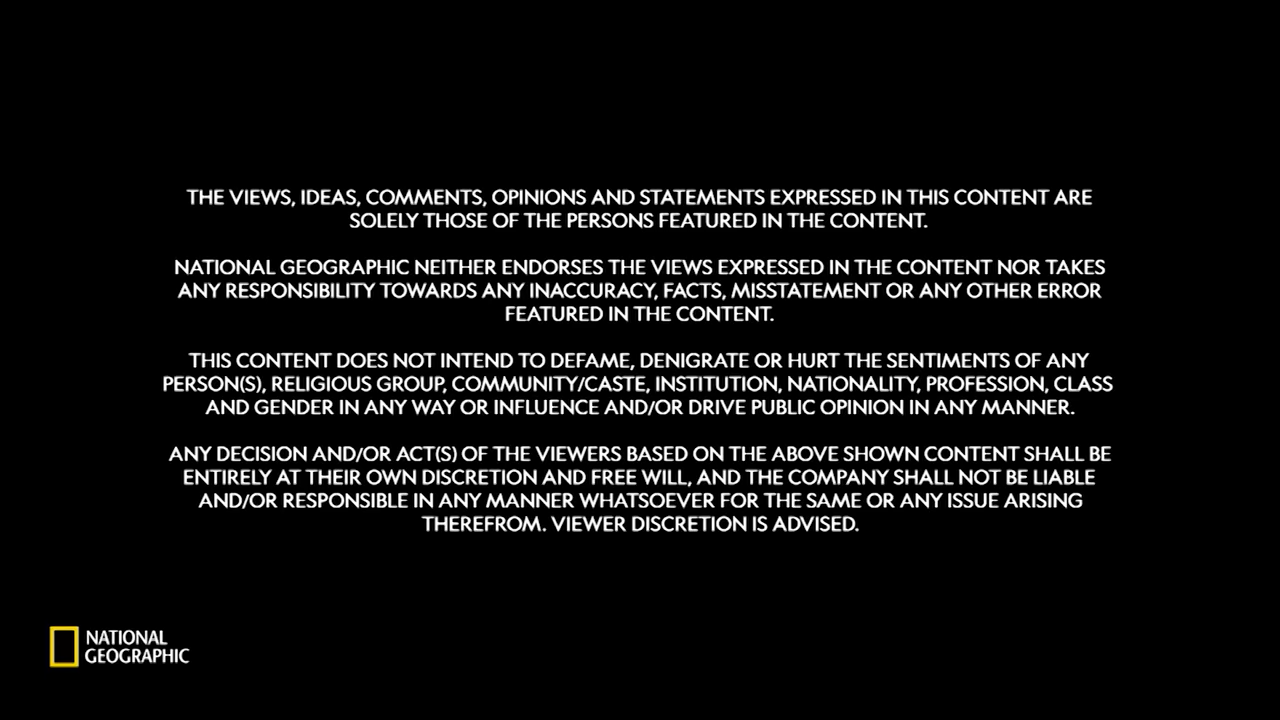 THE VIEWS, IDEAS, COMMENTS, OPINIONS AND STATEMENTS EXPRESSED IN THIS CONTENT ARE
SOLELY THOSE OF THE PERSONS FEATURED IN THE CONTENT.
NATIONAL GEOGRAPHIC NEITHER ENDORSES THE VIEWS EXPRESSED IN THE CONTENT NOR TAKES
ANY RESPONSIBILITY TOWARDS ANY INACCURACY, FACTS, MISSTATEMENT OR ANY OTHER ERROR
FEATURED IN THE CONTENT.
THIS CONTENT DOES NOT INTEND TO DEFAME, DENIGRATE OR HURT THE SENTIMENTS OF ANY
PERSON(S), RELIGIOUS GROUP, COMMUNITY/CASTE, INSTITUTION, NATIONALITY, PROFESSION, CLASS
AND GENDER IN ANY WAY OR INFLUENCE AND/OR DRIVE PUBLIC OPINION IN ANY MANNER.
ANY DECISION AND/OR ACT(S) OF THE VIEWERS BASED ON THE ABOVE SHOWN CONTENT SHALL BE
ENTIRELY AT THEIR OWN DISCRETION AND FREE WILL, AND THE COMPANY SHALL NOT BE LIABLE
AND/OR RESPONSIBLE IN ANY MANNER WHATSOEVER FOR THE SAME OR ANY ISSUE ARISING
THEREFROM. VIEWER DISCRETION IS ADVISED.
NATIONAL
GEOGRAPHIC